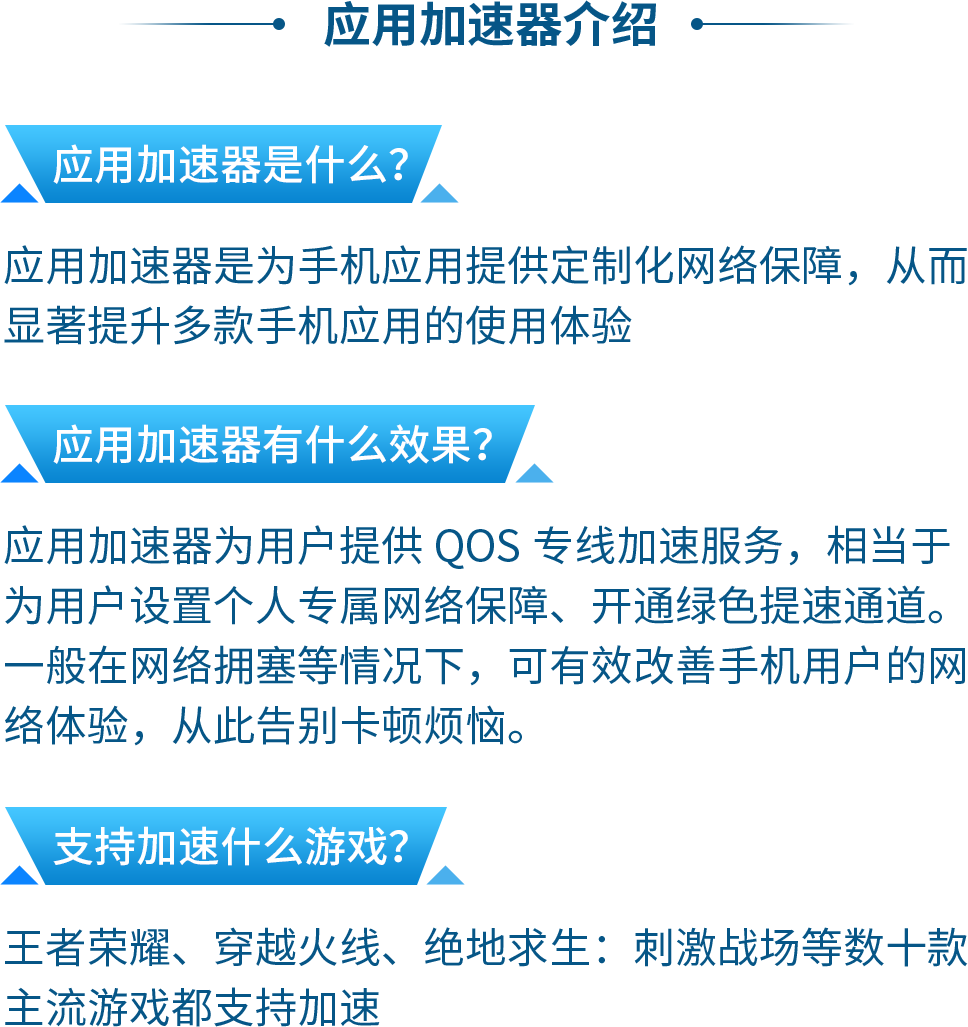 应用加速器介绍
应用加速器是什么？
应用加速器是为手机应用提供定制化网络保障，从而
显著提升多款手机应用的使用体验
应用加速器有什么效果？
应用加速器为用户提供 QOS 专线加速服务，相当于
为用户设置个人专属网络保障、开通绿色提速通道。
一般在网络拥塞等情况下，可有效改善手机用户的网
络体验，从此告别卡顿烦恼。
支持加速什么游戏？
王者荣耀、穿越火线、绝地求生：刺激战场等数十款
主流游戏都支持加速